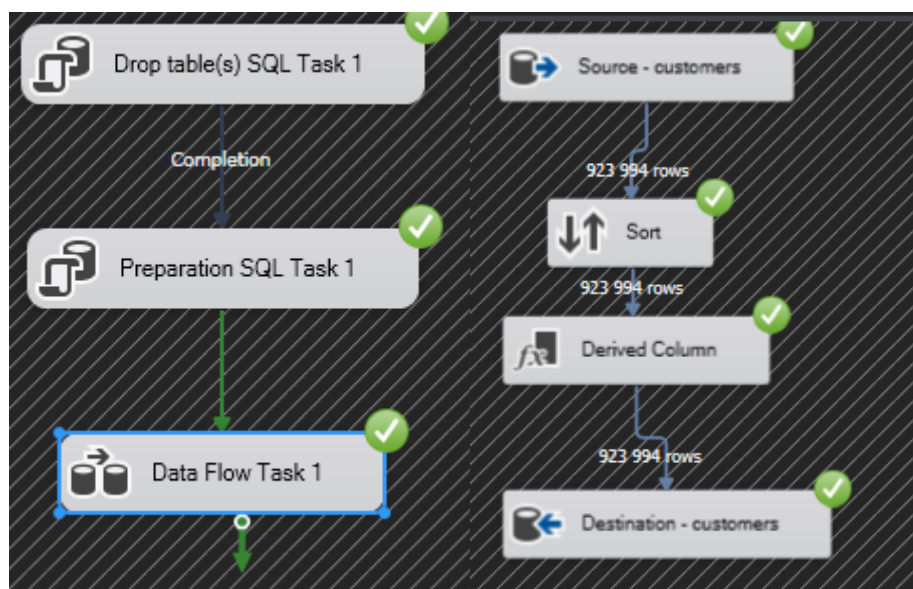 Drop table(s) SQL Task 1
Completion
Preparation SQL Task 1
Data Flow Task 1
Source - customers
923 994 rows
Sort
923 994 rows
fx
Derived Column
923 994 rows
Destination - customers